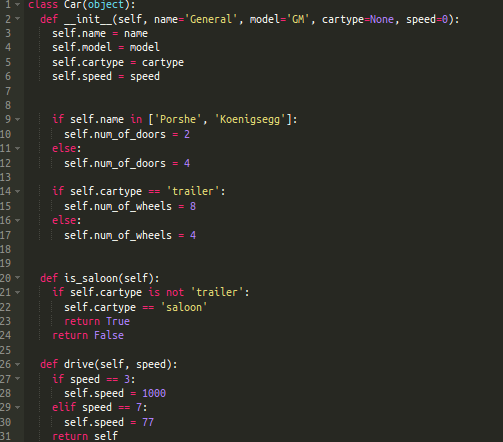 1 class Car(object):
2   def __init__(self, name='General', model='GM', cartype=None, speed=0):
3     self.name = name
4     self.model = model
5     self.cartype = cartype
6     self.speed = speed
7
8
9     if self.name in ['Porshe', 'Koenigsegg']:
10       self.num_of_doors = 2
11     else:
12       self.num_of_doors = 4
13
14     if self.cartype == 'trailer':
15       self.num_of_wheels = 8
16     else:
17       self.num_of_wheels = 4
18
19
20   def is_saloon(self):
21     if self.cartype is not 'trailer':
22       self.cartype == 'saloon'
23       return True
24     return False
25
26   def drive(self, speed):
27     if speed == 3:
28       self.speed = 1000
29     elif speed == 7:
30       self.speed = 77
31     return self